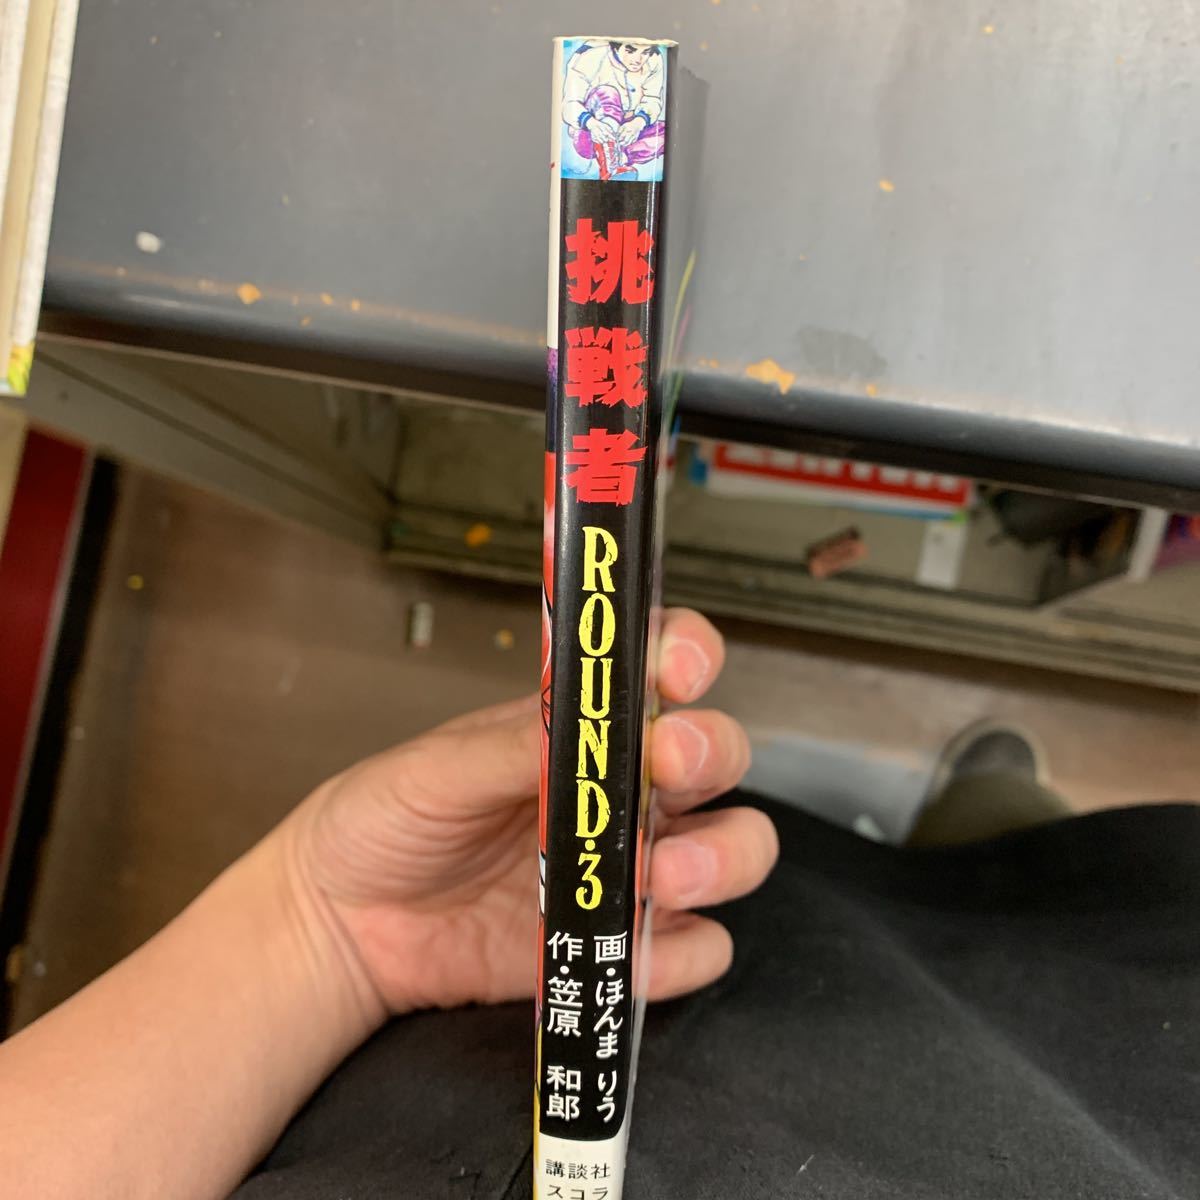 挑戦者
ROUND・3
画・ほんま りう
作・笠原 和郎
講談社
スコラ